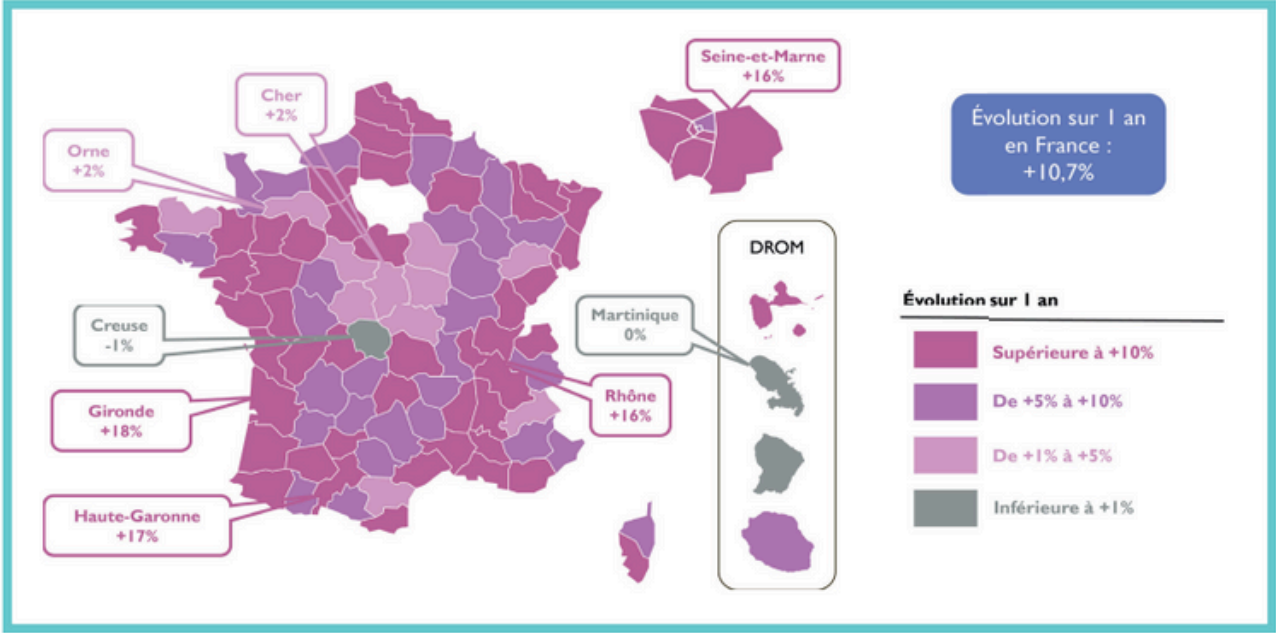 Seine-et-Marne
+16%
Cher
+2%
Évolution sur 1 an
en France :
+10,7%
Orne
+2%
DROM
Évolution sur 1 an
Martinique
0%
Creuse
-1%
Supérieure à +10%
Rhône
+16%
De +5% à +10%
Gironde
+18%
De +1% à +5%
Inférieure à +1%
Haute-Garonne
+17%